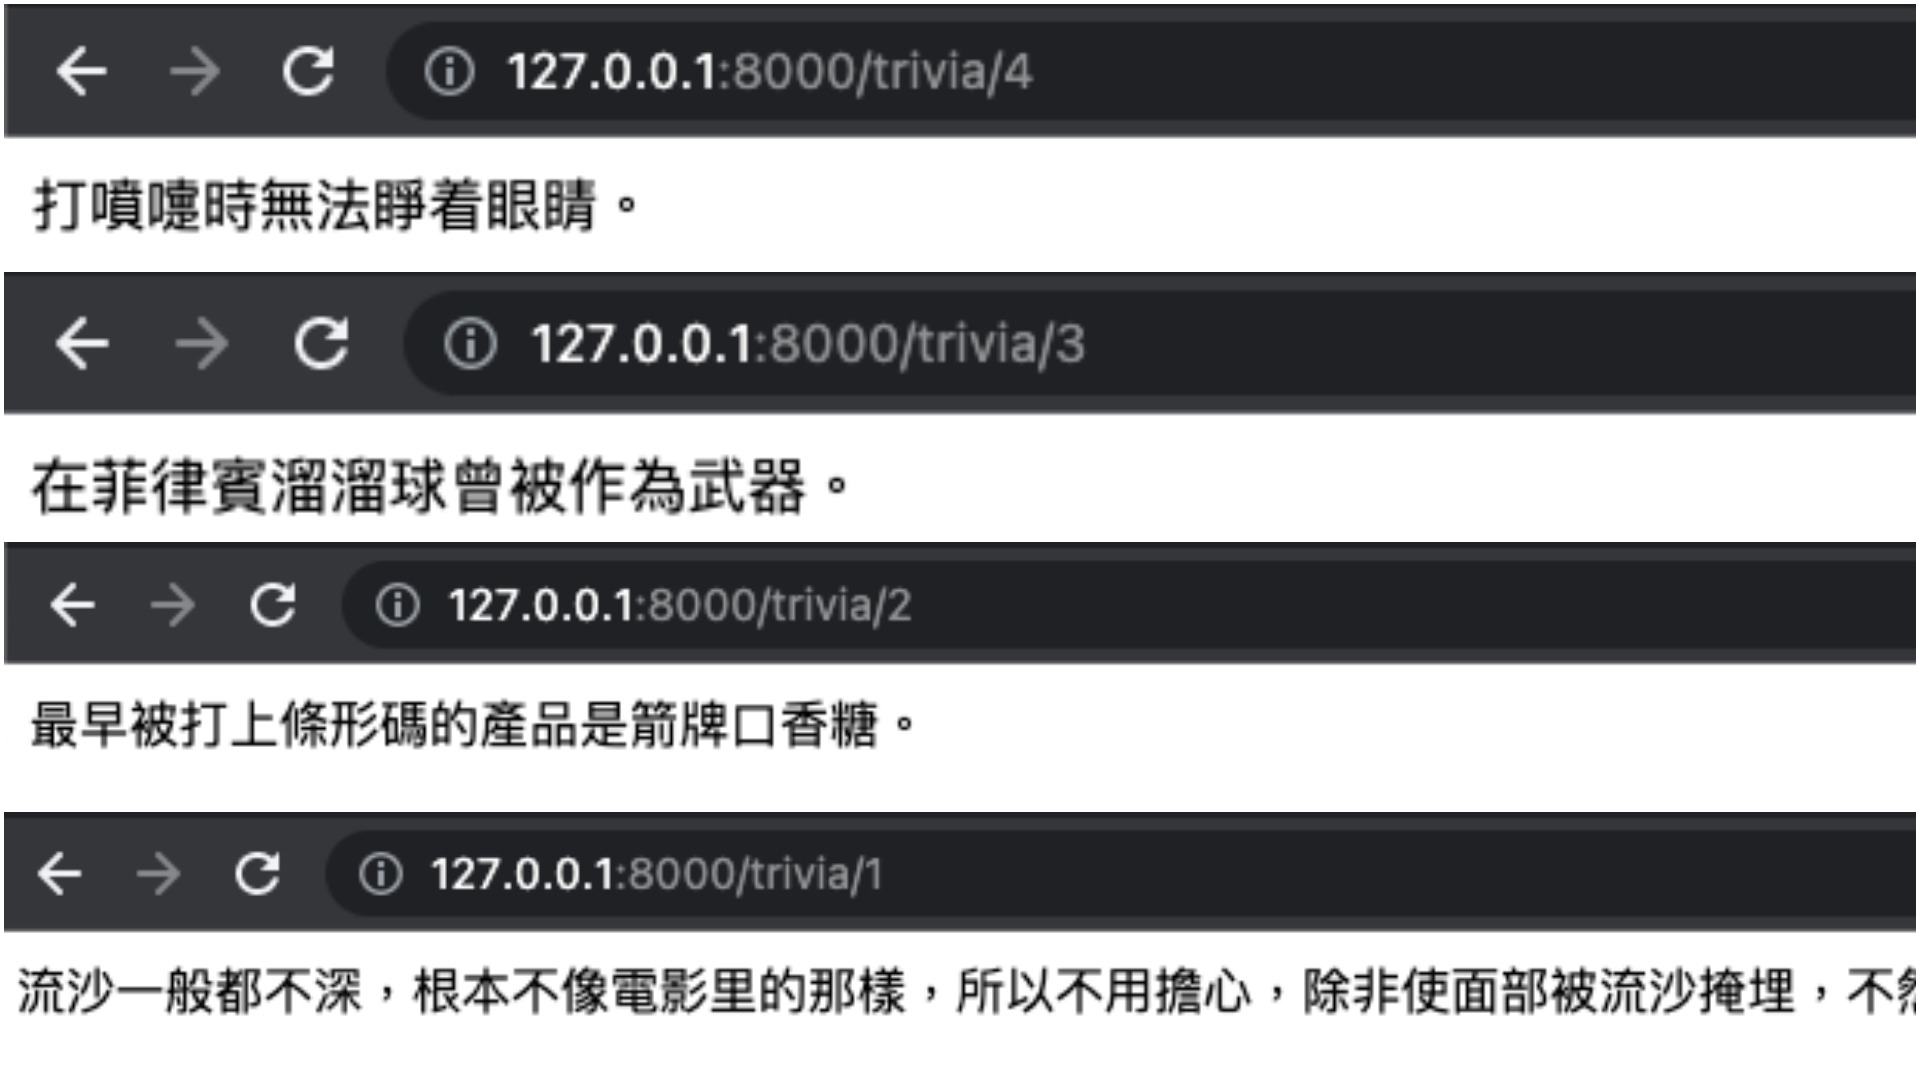 127.0.0.1:8000/trivia/4
打噴嚏時無法睜着眼睛。
127.0.0.1:8000/trivia/3
在菲律賓溜溜球曾被作為武器。
127.0.0.1:8000/trivia/2
最早被打上條形碼的產品是箭牌口香糖。
127.0.0.1:8000/trivia/1
流沙一般都不深，根本不像電影里的那樣，所以不用擔心，除非使面部被流沙掩埋，不